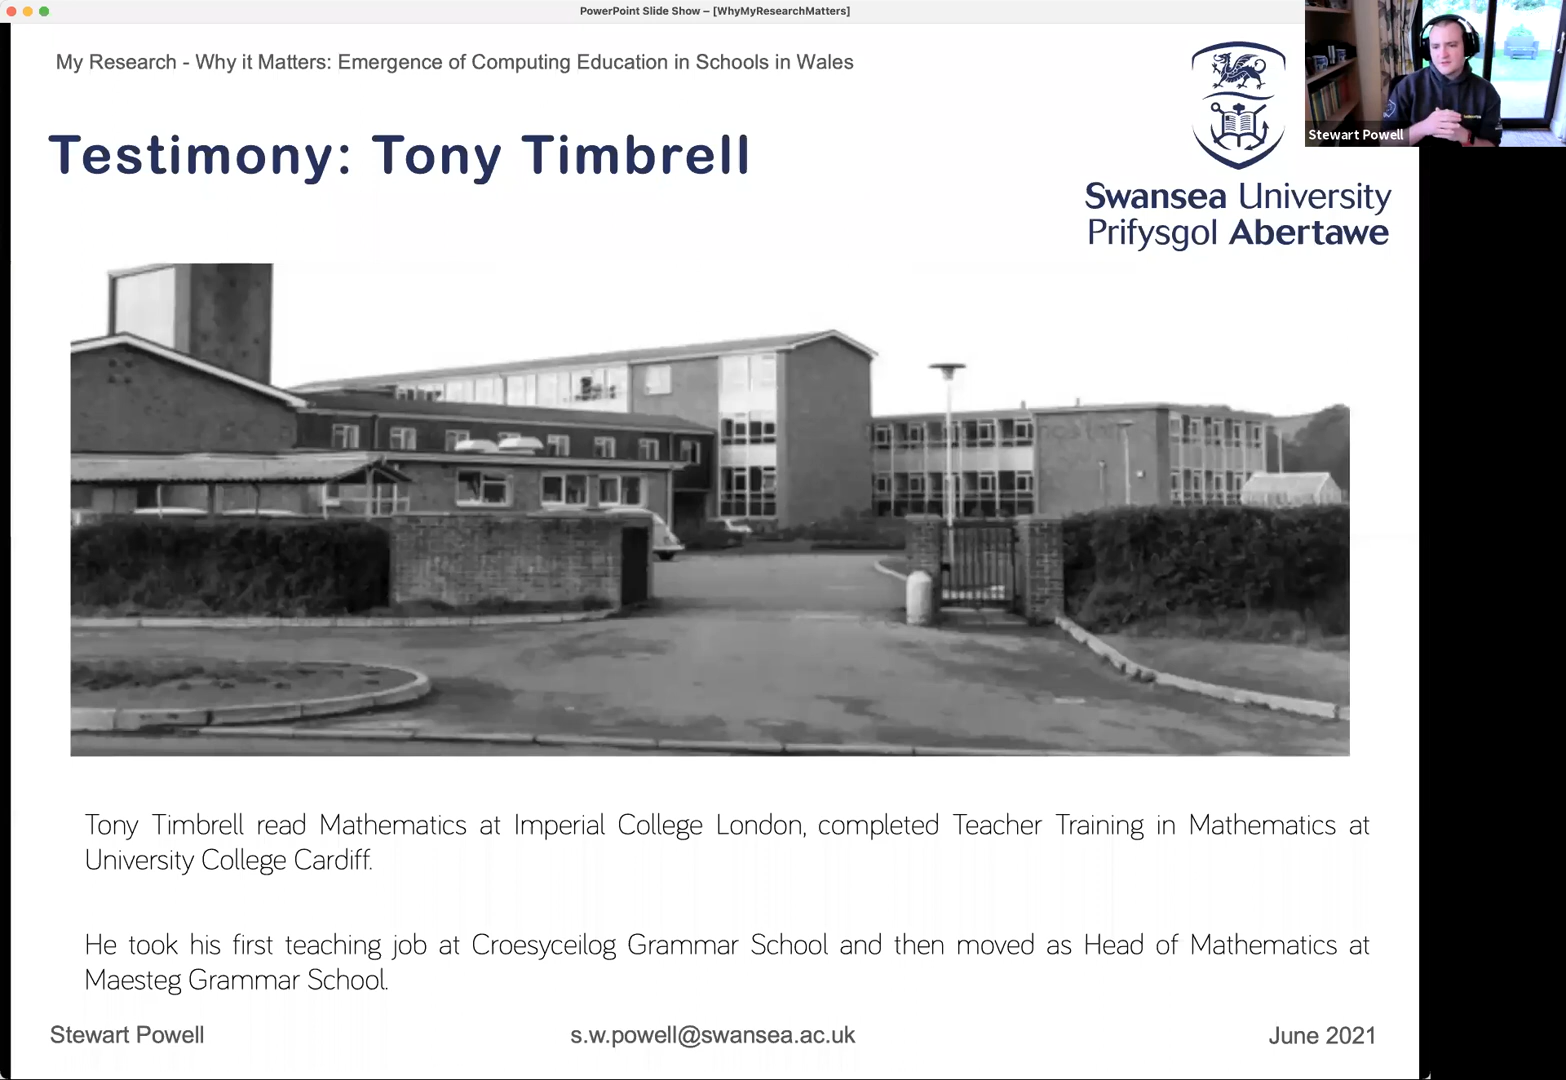 PowerPoint Slide Show – [WhyMyResearchMatters]
My Research - Why it Matters: Emergence of Computing Education in Schools in Wales
Stewart Powell
Testimony: Tony Timbrell
Swansea University
Prifysgol Abertawe
Tony Timbrell read Mathematics at Imperial College London, completed Teacher Training in Mathematics at
University College Cardiff.
He took his first teaching job at Croesyceilog Grammar School and then moved as Head of Mathematics at
Maesteg Grammar School.
Stewart Powell
s.w.powell@swansea.ac.uk
June 2021